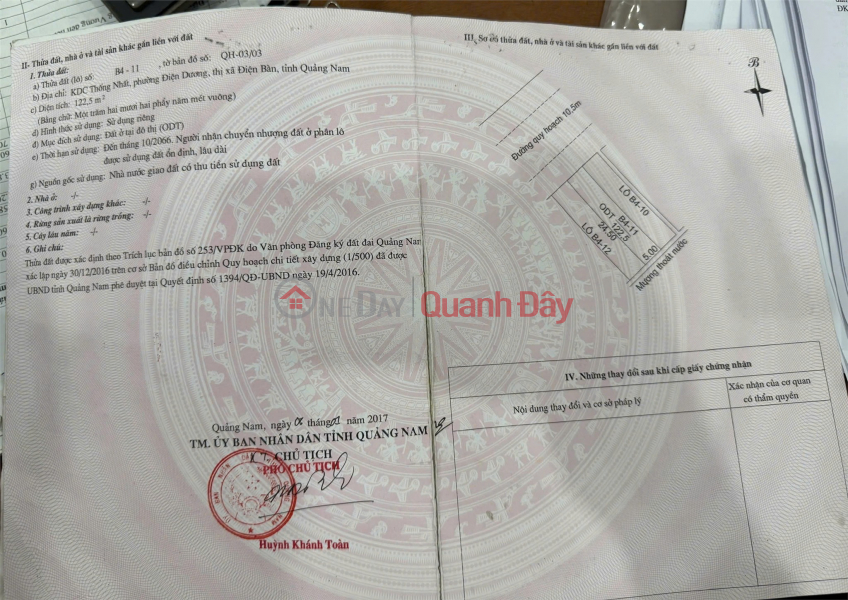 II- Thửa đất, nhà ở và tài sản khác gắn liền với đất
1. Thửa đất:
a) Thửa đất (lô) số: B4 - 11 , tờ bản đồ số: QH-03/03
b) Địa chỉ: KDC Thống Nhất, phường Điện Dương, thị xã Điện Bàn, tỉnh Quảng Nam
c) Diện tích: 122,5 m²
(Bằng chữ: Một trăm hai mươi hai phẩy năm mét vuông)
d) Hình thức sử dụng: Sử dụng riêng
đ) Mục đích sử dụng: Đất ở tại đô thị (ODT)
e) Thời hạn sử dụng: Đến tháng 10/2066. Người nhận chuyển nhượng đất ở phân lô
được sử dụng đất ổn định, lâu dài
g) Nguồn gốc sử dụng: Nhà nước giao đất có thu tiền sử dụng đất
2. Nhà ở: -/-
3. Công trình xây dựng khác: -/-
4. Rừng sản xuất là rừng trồng: -/-
5. Cây lâu năm: -/-
6. Ghi chú:
Thửa đất được xác định theo Trích lục bản đồ số 253/VPĐK do Văn phòng Đăng ký đất đai Quảng Nam
xác lập ngày 30/12/2016 trên cơ sở Bản đồ điều chỉnh Quy hoạch chi tiết xây dựng (1/500) đã được
UBND tỉnh Quảng Nam phê duyệt tại Quyết định số 1394/QĐ-UBND ngày 19/4/2016.
Quảng Nam, ngày tháng năm 2017
TM. ỦY BAN NHÂN DÂN TỈNH QUẢNG NAM
CHỦ TỊCH
PHÓ CHỦ TỊCH
Huỳnh Khánh Toàn
III. Sơ đồ thửa đất, nhà ở và tài sản khác gắn liền với đất
B
Đường quy hoạch 10,5m
LÔ B4-10
B4-11
ODT 122,5
24.50
LÔ B4-12
5.00
Mương thoát nước
IV. Những thay đổi sau khi cấp giấy chứng nhận
Nội dung thay đổi và cơ sở pháp lý
Xác nhận của cơ quan
có thẩm quyền
ONEDAY Quanh Đây